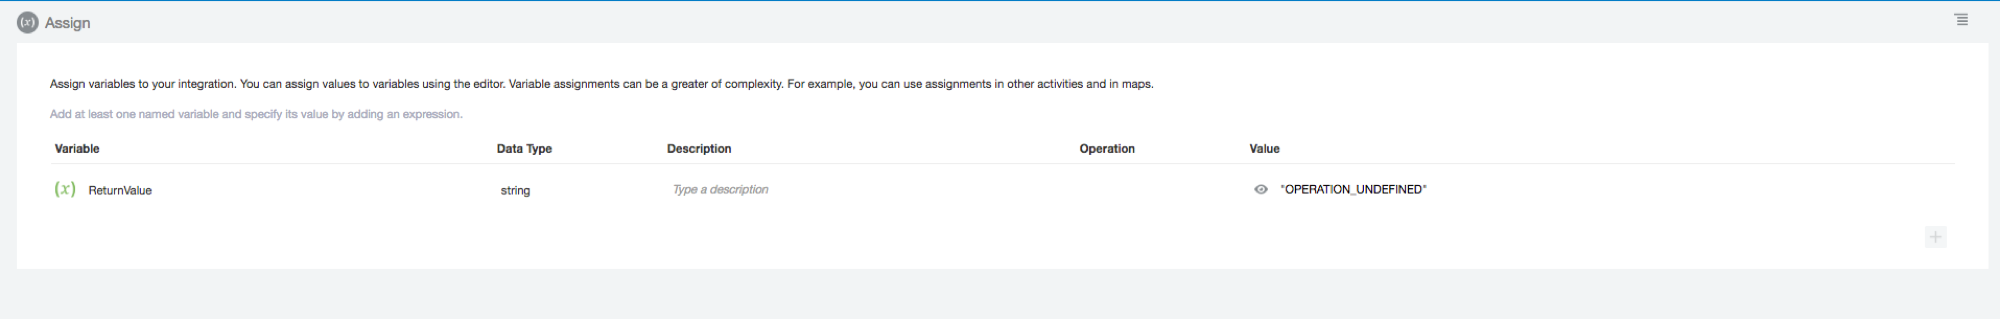 (x) Assign
Assign variables to your integration. You can assign values to variables using the editor. Variable assignments can be a greater of complexity. For example, you can use assignments in other activities and in maps.
Add at least one named variable and specify its value by adding an expression.
Variable Data Type Description Operation Value
(x) ReturnValue string Type a description "OPERATION_UNDEFINED"
+